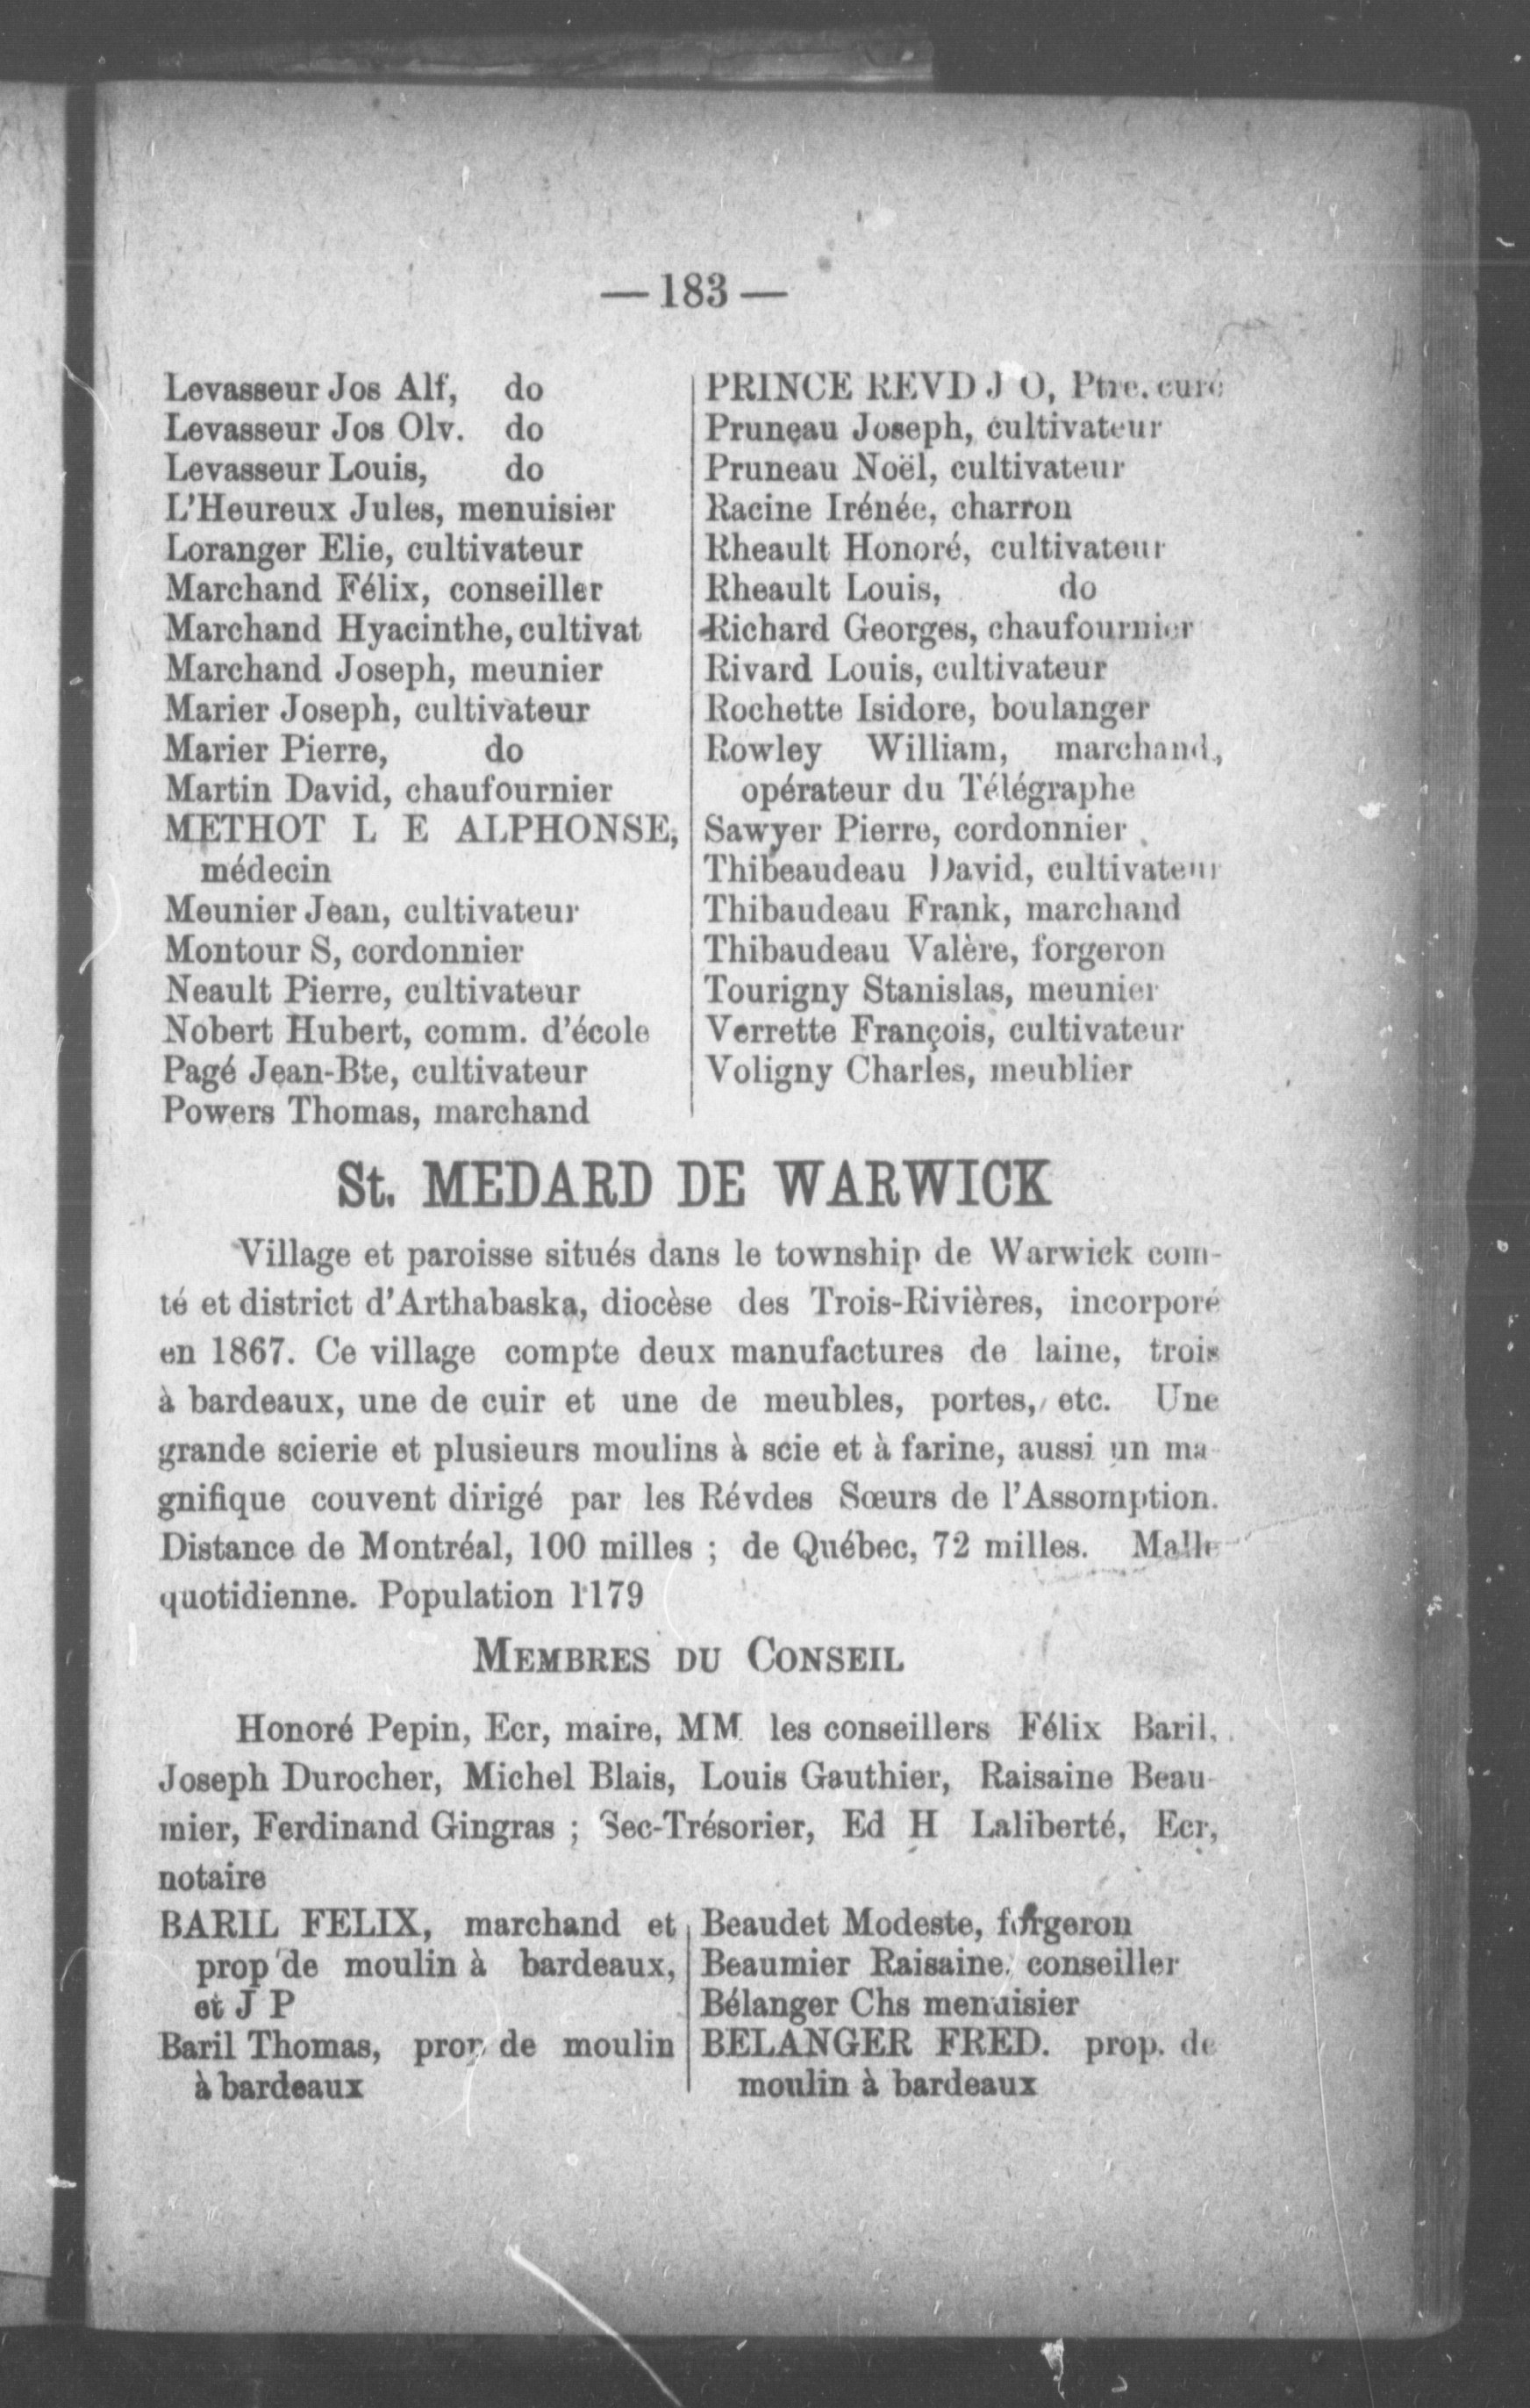 — 183 —
Levasseur Jos Alf, do
Levasseur Jos Olv. do
Levasseur Louis, do
L'Heureux Jules, menuisier
Loranger Elie, cultivateur
Marchand Félix, conseiller
Marchand Hyacinthe, cultivat
Marchand Joseph, meunier
Marier Joseph, cultivateur
Marier Pierre, do
Martin David, chaufournier
METHOT L E ALPHONSE,
médecin
Meunier Jean, cultivateur
Montour S, cordonnier
Neault Pierre, cultivateur
Nobert Hubert, comm. d'école
Pagé Jean-Bte, cultivateur
Powers Thomas, marchand
PRINCE REVD J O, Ptre. curé
Pruneau Joseph, cultivateur
Pruneau Noël, cultivateur
Racine Irénée, charron
Rheault Honoré, cultivateur
Rheault Louis, do
Richard Georges, chaufournier
Rivard Louis, cultivateur
Rochette Isidore, boulanger
Rowley William, marchand,
opérateur du Télégraphe
Sawyer Pierre, cordonnier
Thibeaudeau David, cultivateur
Thibaudeau Frank, marchand
Thibaudeau Valère, forgeron
Tourigny Stanislas, meunier
Verrette François, cultivateur
Voligny Charles, meublier
St. MEDARD DE WARWICK
Village et paroisse situés dans le township de Warwick com-
té et district d'Arthabaska, diocèse des Trois-Rivières, incorporé
en 1867. Ce village compte deux manufactures de laine, trois
à bardeaux, une de cuir et une de meubles, portes, etc. Une
grande scierie et plusieurs moulins à scie et à farine, aussi un ma-
gnifique couvent dirigé par les Révdes Sœurs de l'Assomption.
Distance de Montréal, 100 milles ; de Québec, 72 milles. Malle
quotidienne. Population 1179
MEMBRES DU CONSEIL
Honoré Pepin, Ecr, maire, MM les conseillers Félix Baril,
Joseph Durocher, Michel Blais, Louis Gauthier, Raisaine Beau-
mier, Ferdinand Gingras ; Sec-Trésorier, Ed H Laliberté, Ecr,
notaire
BARIL FELIX, marchand et
prop de moulin à bardeaux,
et J P
Baril Thomas, prop de moulin
à bardeaux
Beaudet Modeste, forgeron
Beaumier Raisaine, conseiller
Bélanger Chs menuisier
BELANGER FRED. prop. de
moulin à bardeaux